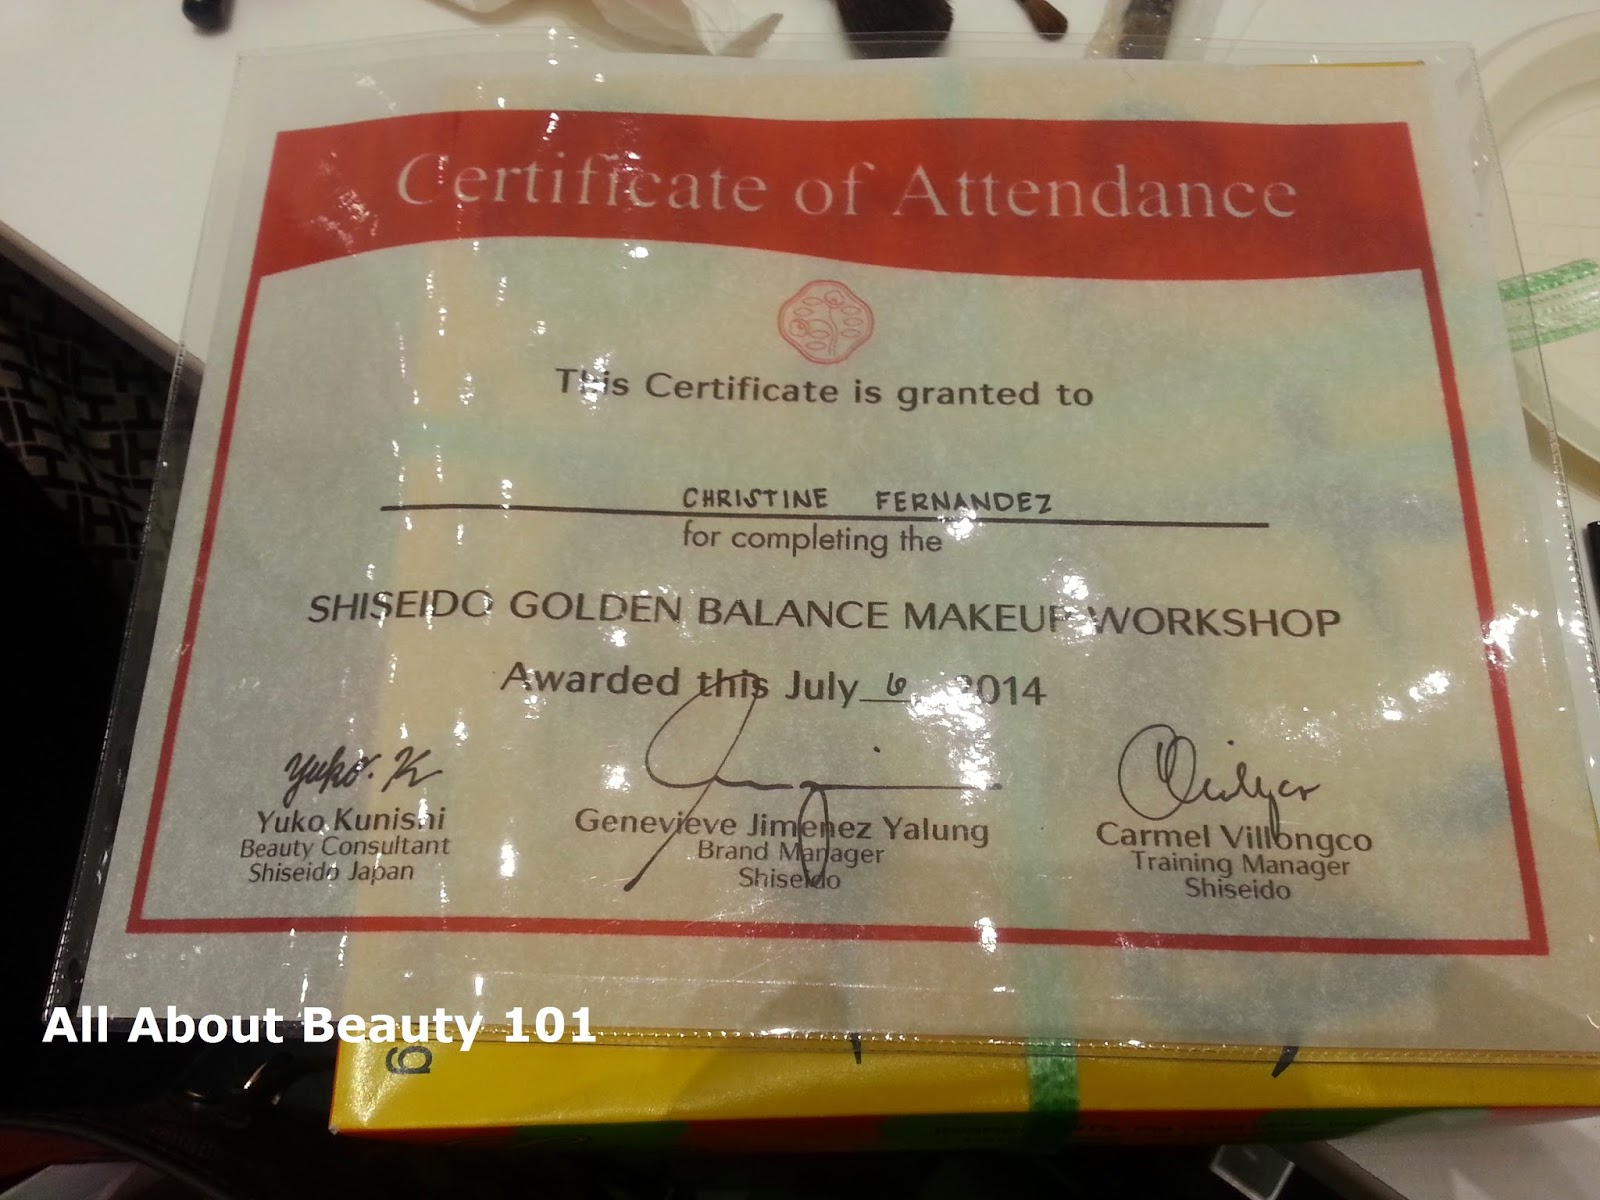 Certificate of Attendance
This Certificate is granted to
CHRISTINE FERNANDEZ
for completing the
SHISEIDO GOLDEN BALANCE MAKEUP WORKSHOP
Awarded this July 6, 2014
Yuko. K
Yuko Kunishi
Beauty Consultant
Shiseido Japan
Genevieve Jimenez Yalung
Brand Manager
Shiseido
Carmel Villongco
Training Manager
Shiseido
All About Beauty 101